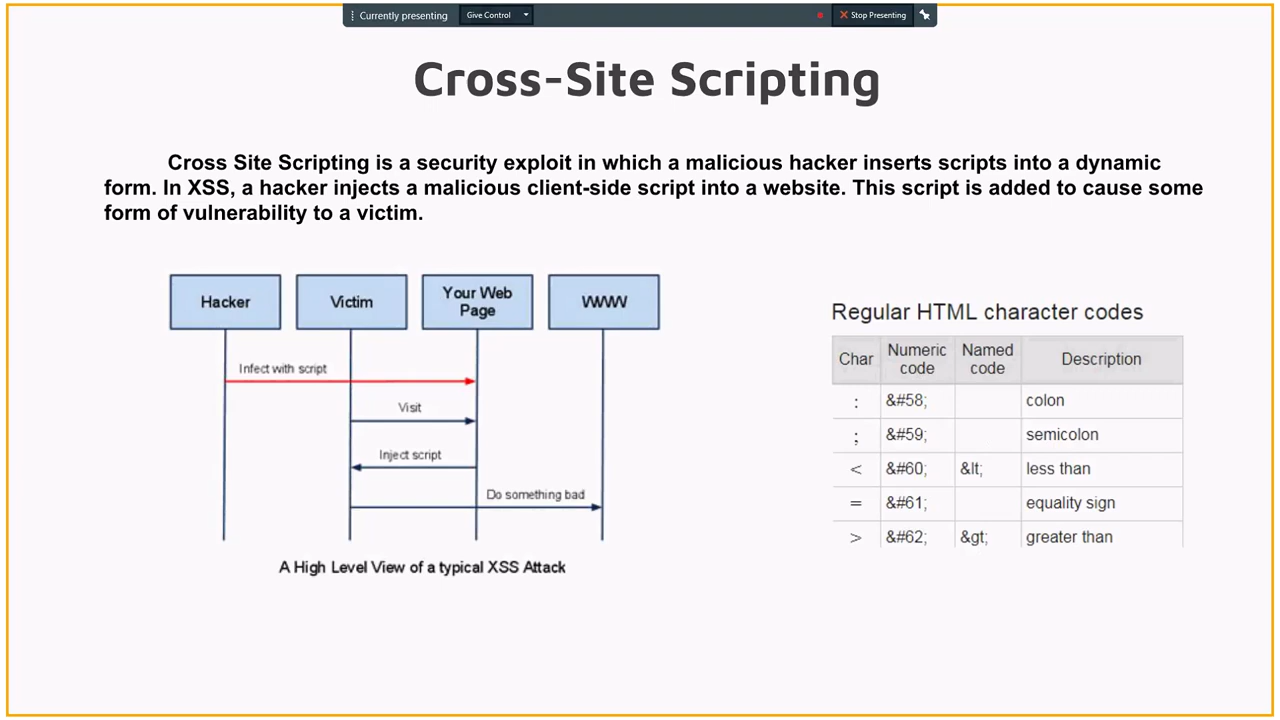 Currently presenting Give Control Stop Presenting
Cross-Site Scripting
Cross Site Scripting is a security exploit in which a malicious hacker inserts scripts into a dynamic
form. In XSS, a hacker injects a malicious client-side script into a website. This script is added to cause some
form of vulnerability to a victim.
Hacker
Victim
Your Web
Page
WWW
Infect with script
Visit
Inject script
Do something bad
A High Level View of a typical XSS Attack
Regular HTML character codes
Char Numeric code Named code Description
: &#58; colon
; &#59; semicolon
< &#60; &lt; less than
= &#61; equality sign
> &#62; &gt; greater than